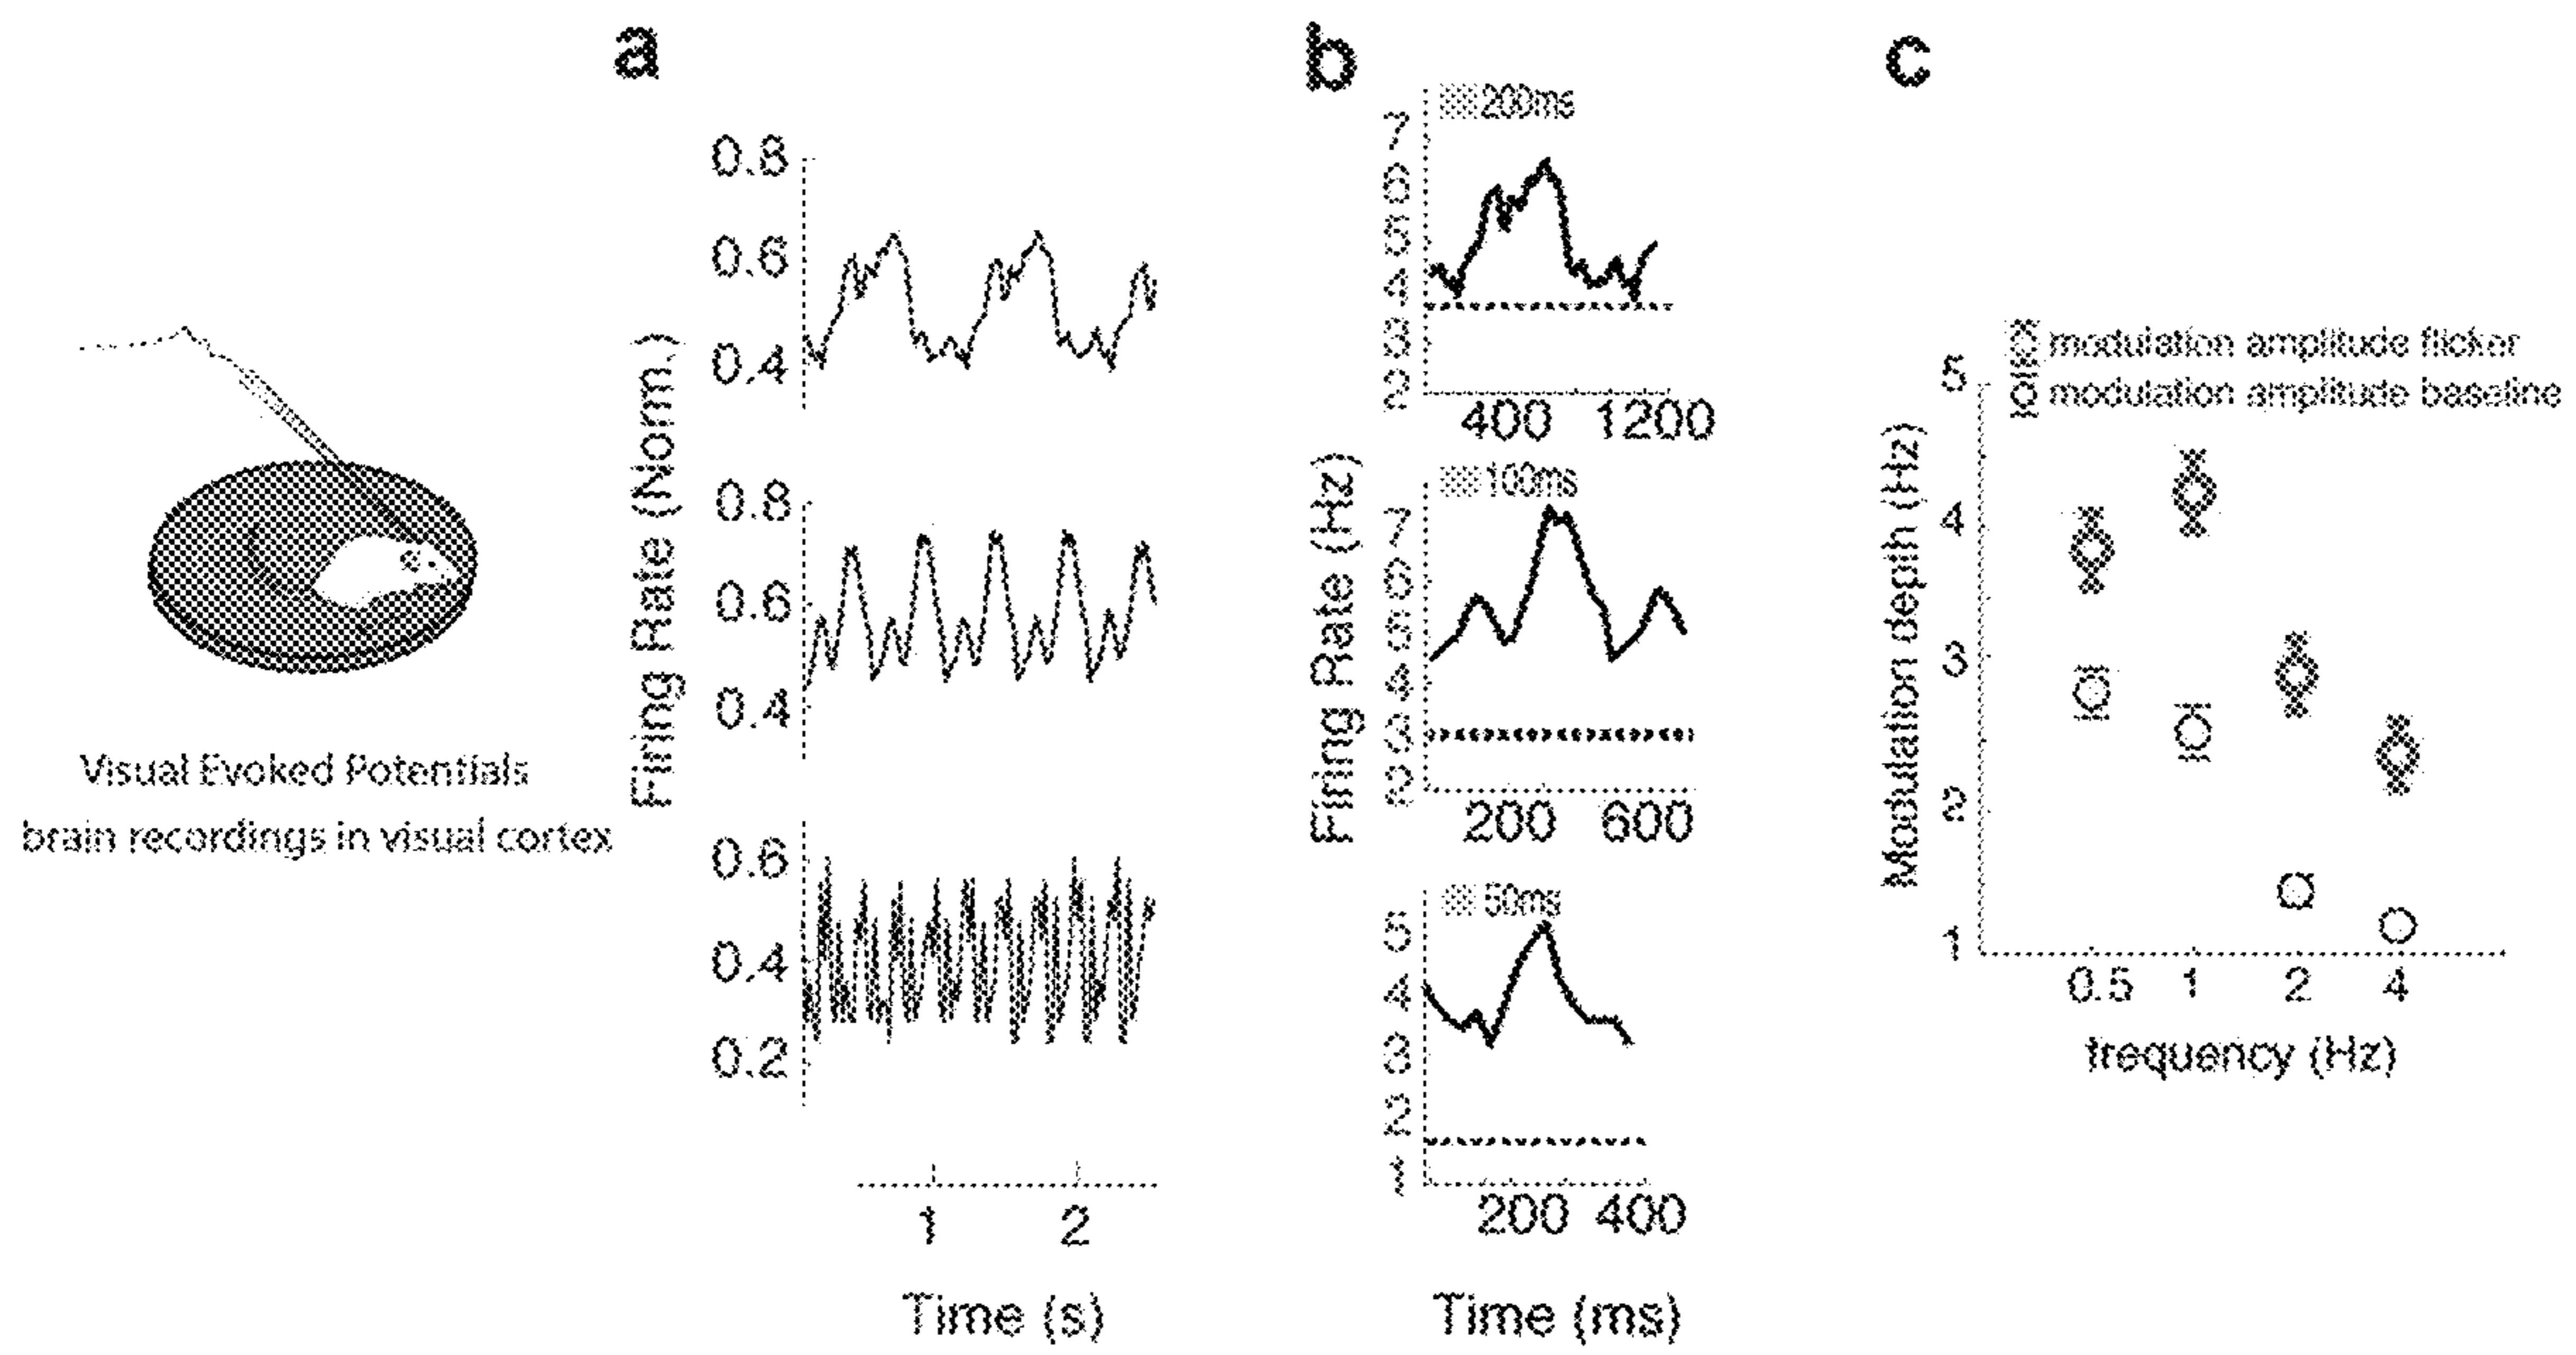 a
b
c
Visual Evoked Potentials
brain recordings in visual cortex
Firing Rate (Norm.)
0.8
0.6
0.4
0.8
0.6
0.4
0.6
0.4
0.2
1 2
Time (s)
Firing Rate (Hz)
200ms
7
6
5
4
3
2
400 1200
100ms
7
6
5
4
3
2
200 600
50ms
5
4
3
2
1
200 400
Time (ms)
modulation amplitude flicker
modulation amplitude baseline
Modulation depth (Hz)
5
4
3
2
1
0.5 1 2 4
frequency (Hz)